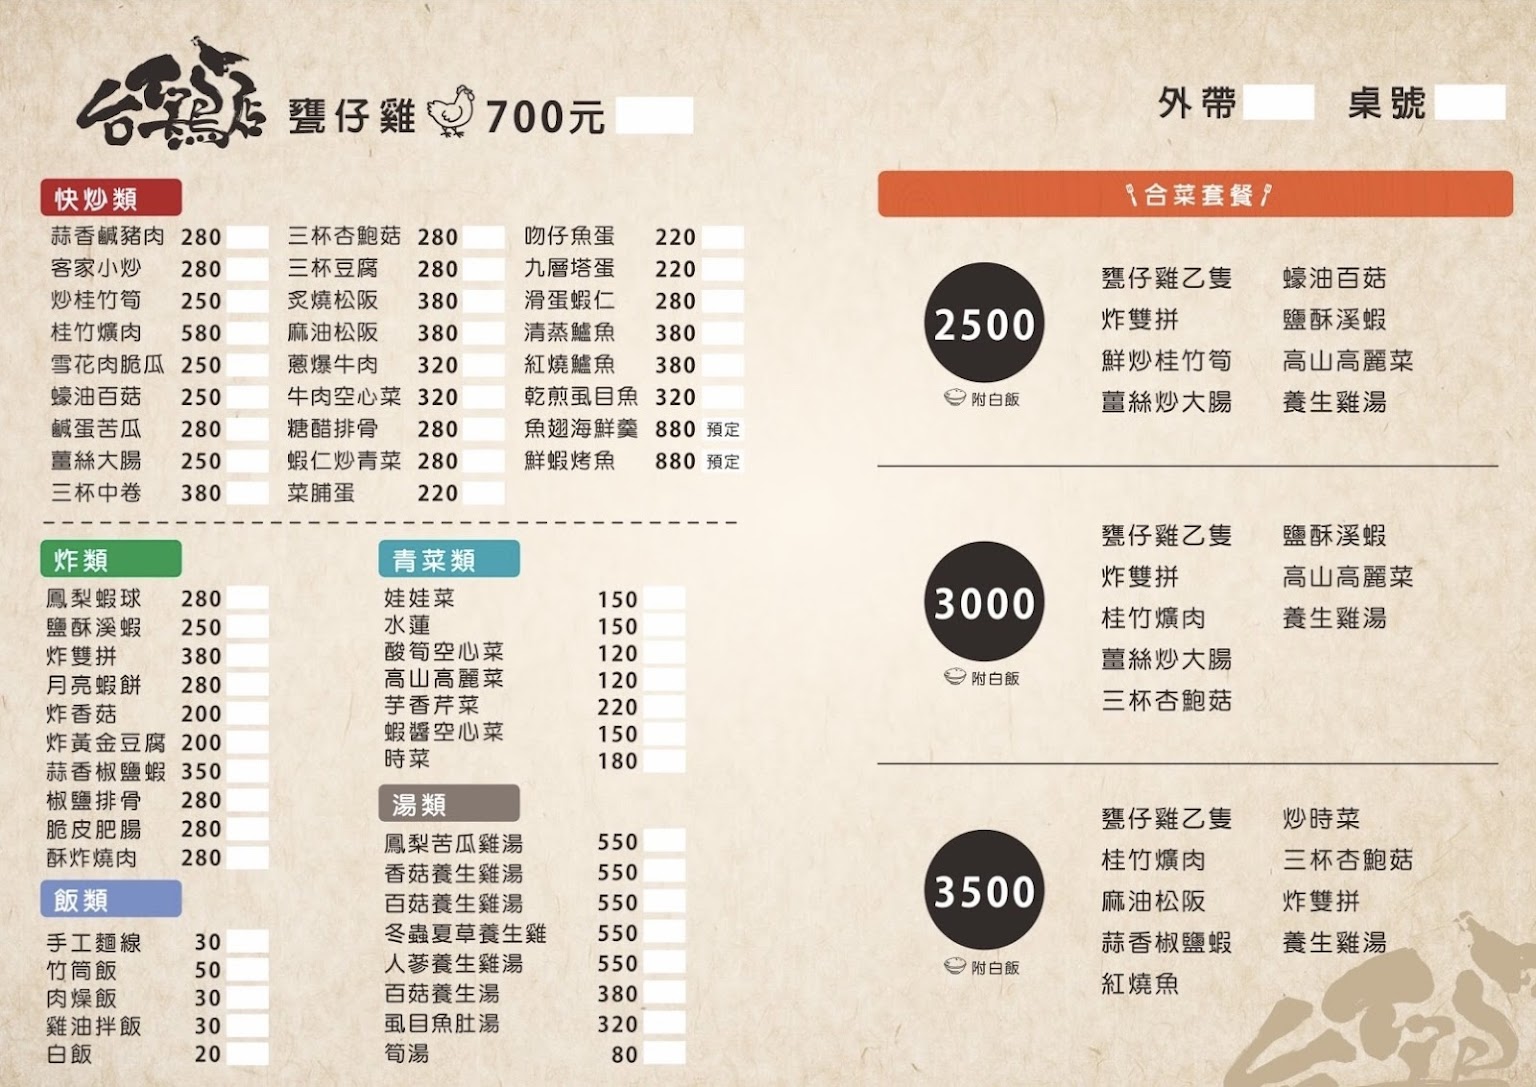 台灣鷄店
甕仔雞 700元
外帶 桌號
快炒類
蒜香鹹豬肉 280
客家小炒 280
炒桂竹筍 250
桂竹爌肉 580
雪花肉脆瓜 250
蠔油百菇 250
鹹蛋苦瓜 280
薑絲大腸 250
三杯中卷 380
三杯杏鮑菇 280
三杯豆腐 280
炙燒松阪 380
麻油松阪 380
蔥爆牛肉 320
牛肉空心菜 320
糖醋排骨 280
蝦仁炒青菜 280
菜脯蛋 220
吻仔魚蛋 220
九層塔蛋 220
滑蛋蝦仁 280
清蒸鱸魚 380
紅燒鱸魚 380
乾煎虱目魚 320
魚翅海鮮羹 880 預定
鮮蝦烤魚 880 預定
炸類
鳳梨蝦球 280
鹽酥溪蝦 250
炸雙拼 380
月亮蝦餅 280
炸香菇 200
炸黃金豆腐 200
蒜香椒鹽蝦 350
椒鹽排骨 280
脆皮肥腸 280
酥炸燒肉 280
飯類
手工麵線 30
竹筒飯 50
肉燥飯 30
雞油拌飯 30
白飯 20
青菜類
娃娃菜 150
水蓮 150
酸筍空心菜 120
高山高麗菜 120
芋香芹菜 220
蝦醬空心菜 150
時菜 180
湯類
鳳梨苦瓜雞湯 550
香菇養生雞湯 550
百菇養生雞湯 550
冬蟲夏草養生雞 550
人蔘養生雞湯 550
百菇養生湯 380
虱目魚肚湯 320
筍湯 80
合菜套餐
2500
附白飯
甕仔雞乙隻 蠔油百菇
炸雙拼 鹽酥溪蝦
鮮炒桂竹筍 高山高麗菜
薑絲炒大腸 養生雞湯
3000
附白飯
甕仔雞乙隻 鹽酥溪蝦
炸雙拼 高山高麗菜
桂竹爌肉 養生雞湯
薑絲炒大腸
三杯杏鮑菇
3500
附白飯
甕仔雞乙隻 炒時菜
桂竹爌肉 三杯杏鮑菇
麻油松阪 炸雙拼
蒜香椒鹽蝦 養生雞湯
紅燒魚